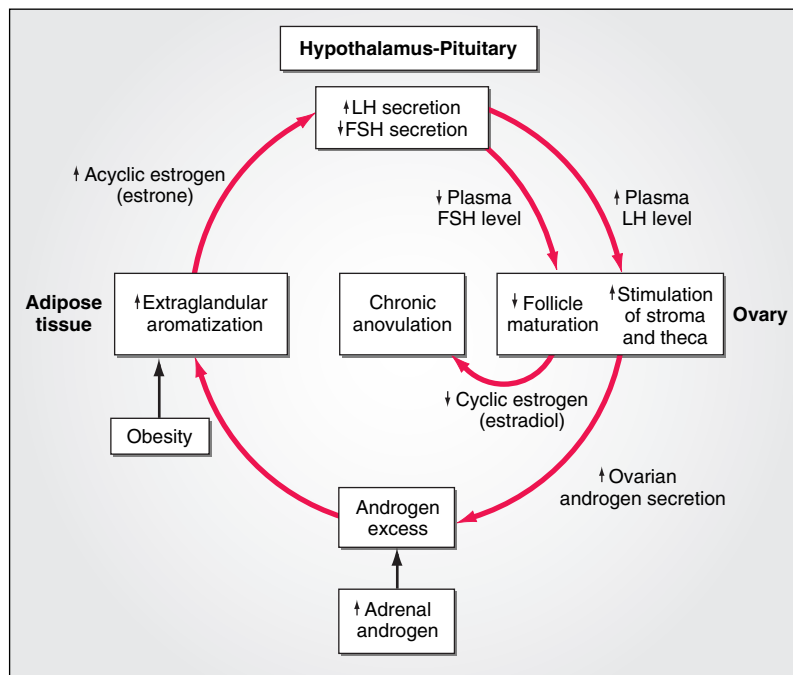 Hypothalamus-Pituitary
↑LH secretion
↓FSH secretion
↑ Acyclic estrogen
(estrone)
↓ Plasma
FSH level
↑ Plasma
LH level
Adipose
tissue
↑Extraglandular
aromatization
Chronic
anovulation
↓ Follicle
maturation
↑Stimulation
of stroma
and theca
Ovary
↓ Cyclic estrogen
(estradiol)
Obesity
↑ Ovarian
androgen secretion
Androgen
excess
↑ Adrenal
androgen